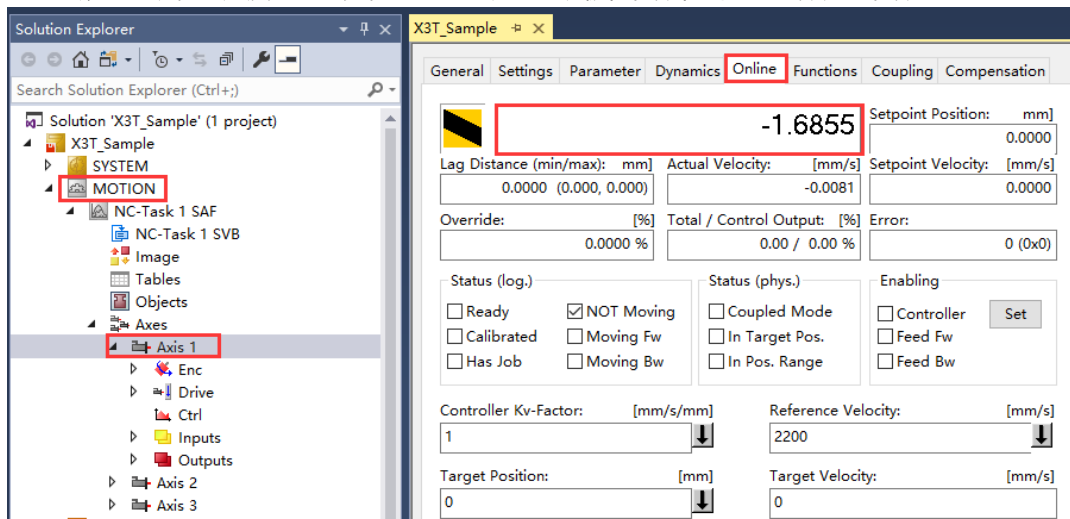 Solution Explorer
Search Solution Explorer (Ctrl+;)
Solution 'X3T_Sample' (1 project)
X3T_Sample
SYSTEM
MOTION
NC-Task 1 SAF
NC-Task 1 SVB
Image
Tables
Objects
Axes
Axis 1
Enc
Drive
Ctrl
Inputs
Outputs
Axis 2
Axis 3
X3T_Sample
General Settings Parameter Dynamics Online Functions Coupling Compensation
-1.6855
Setpoint Position: mm]
0.0000
Lag Distance (min/max): mm] Actual Velocity: [mm/s] Setpoint Velocity: [mm/s]
0.0000 (0.000, 0.000) -0.0081 0.0000
Override: [%] Total / Control Output: [%] Error:
0.0000 % 0.00 / 0.00 % 0 (0x0)
Status (log.) Status (phys.) Enabling
Ready NOT Moving Coupled Mode Controller Set
Calibrated Moving Fw In Target Pos. Feed Fw
Has Job Moving Bw In Pos. Range Feed Bw
Controller Kv-Factor: [mm/s/mm] Reference Velocity: [mm/s]
1 2200
Target Position: [mm] Target Velocity: [mm/s]
0 0